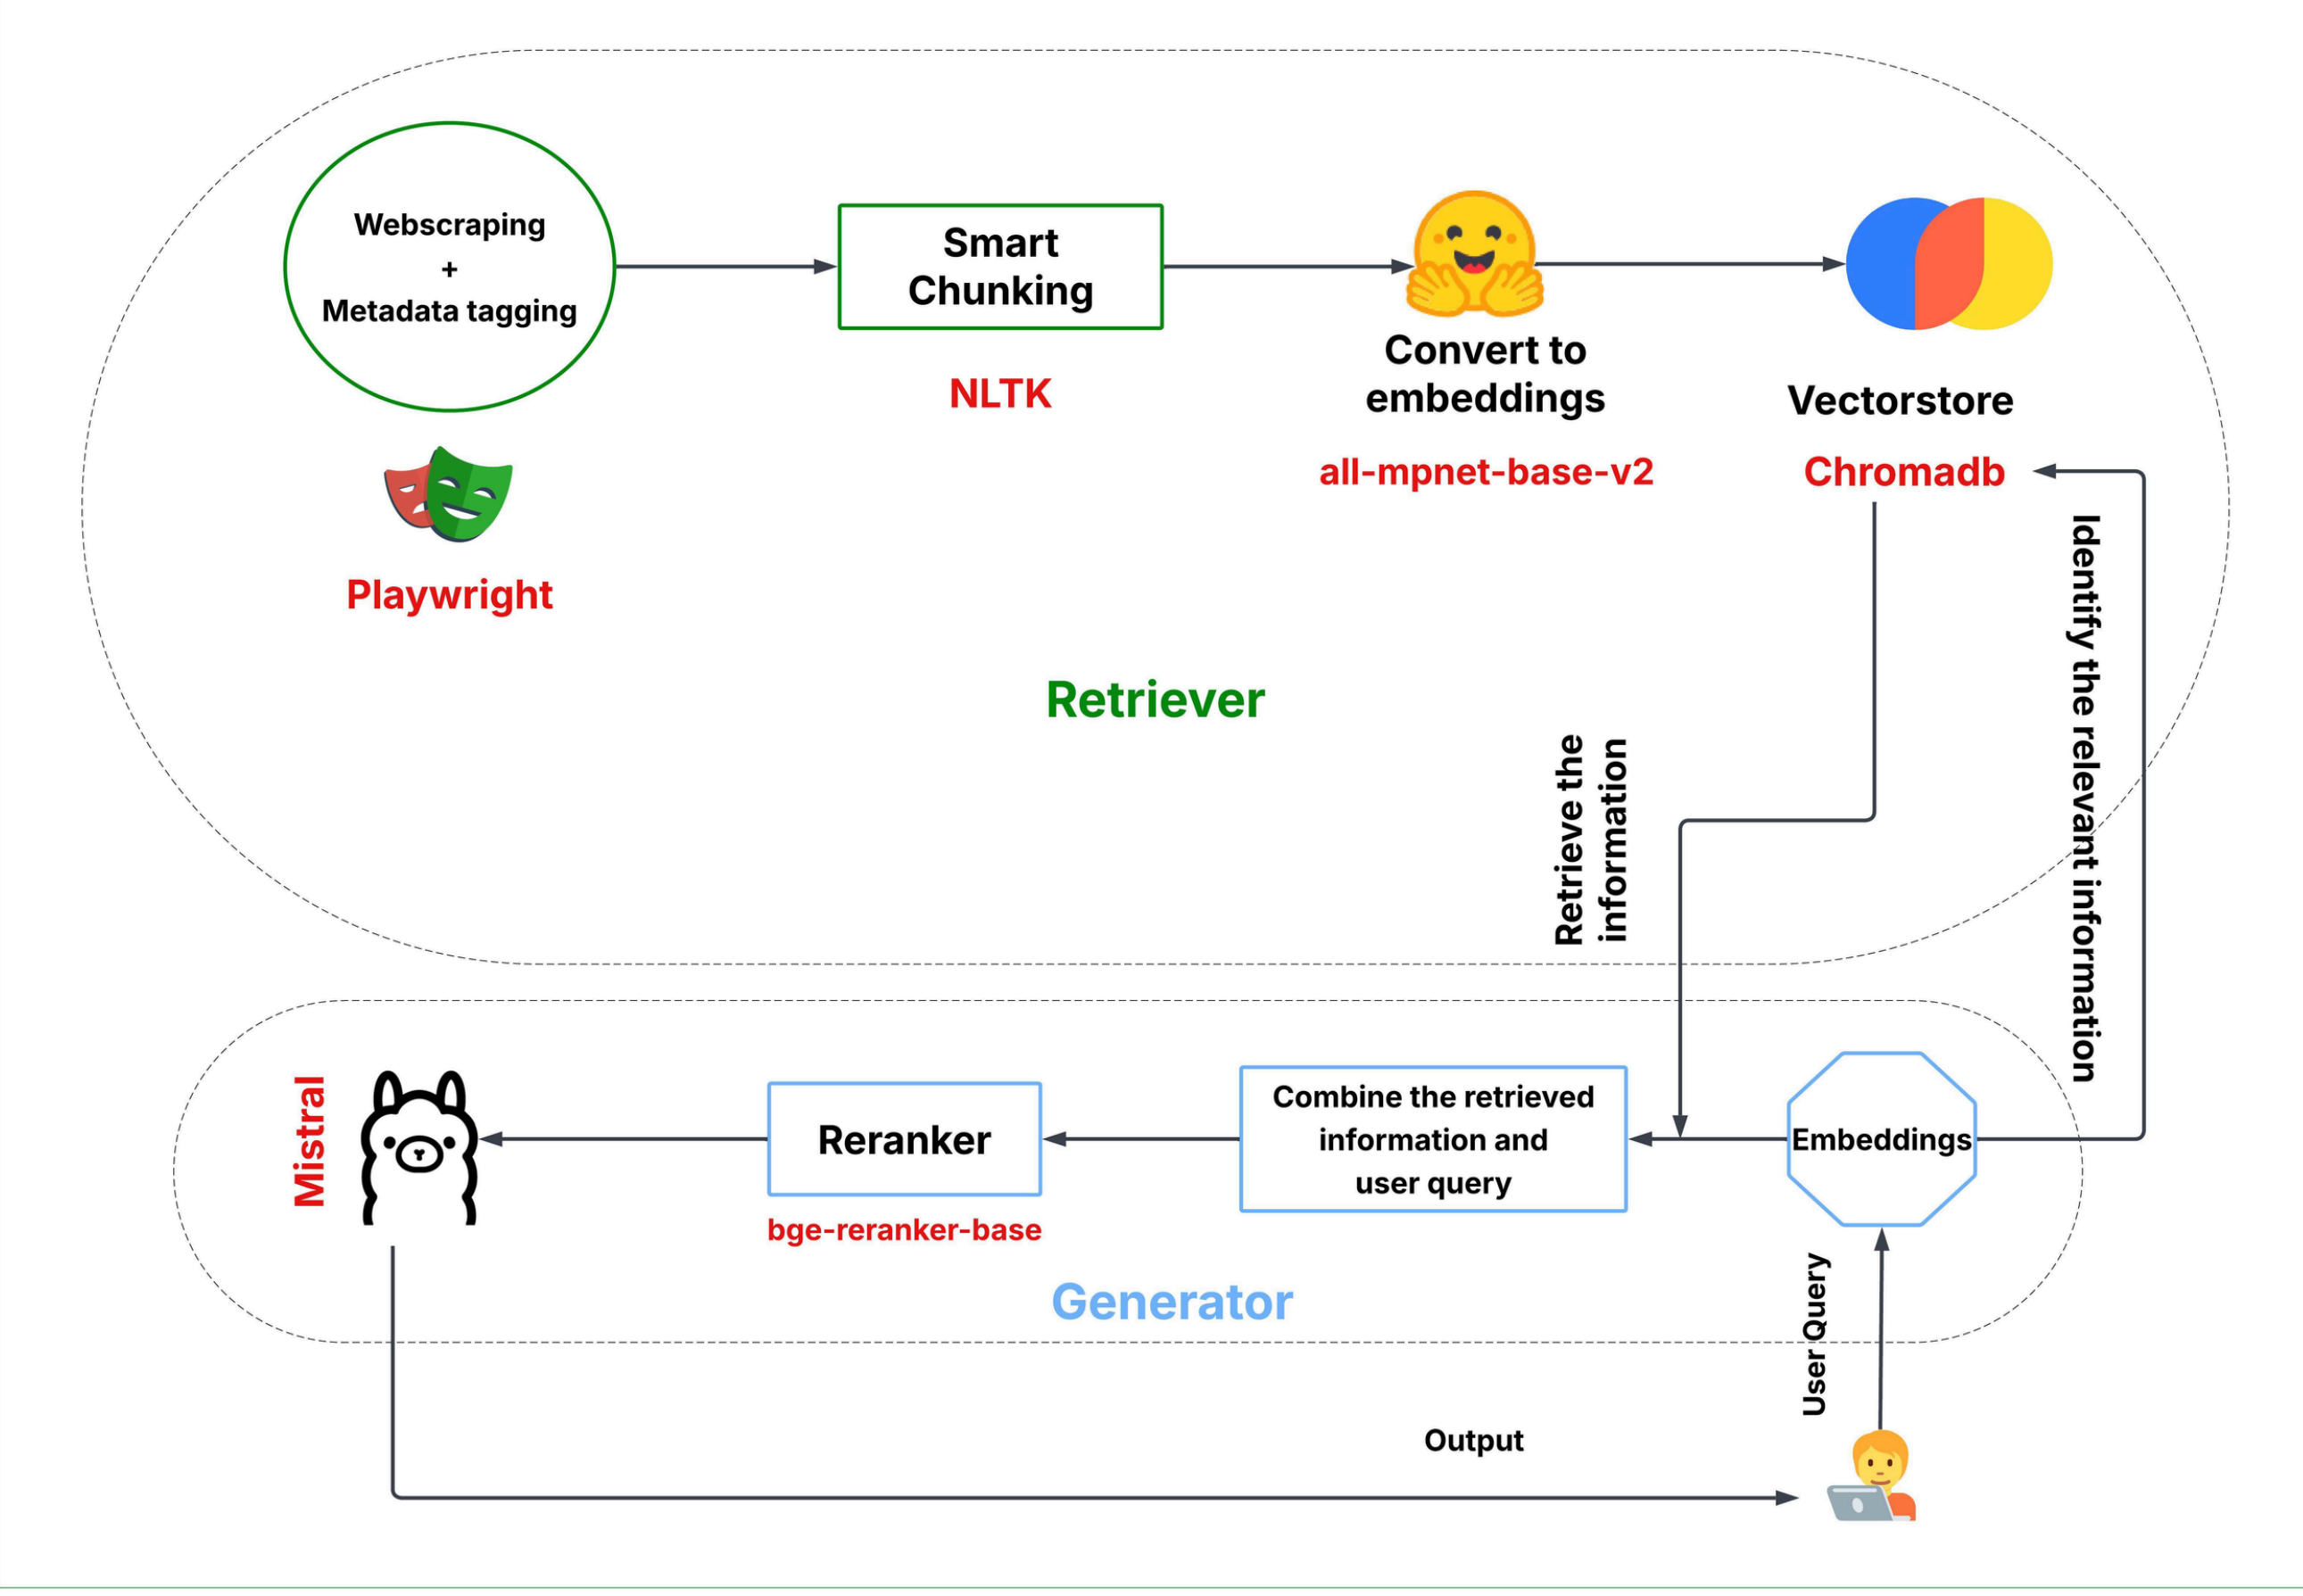 Webscraping
+
Metadada tagging
Playwright
Smart
Chunking
NLTK
Convert to
embeddings
all-mpnet-base-v2
Vectorstore
Chromadb
Retriever
Retrieve the
information
Identify the relevant information
Mistral
Reranker
bge-reranker-base
Combine the retrieved
information and
user query
Embeddings
Generator
User Query
Output